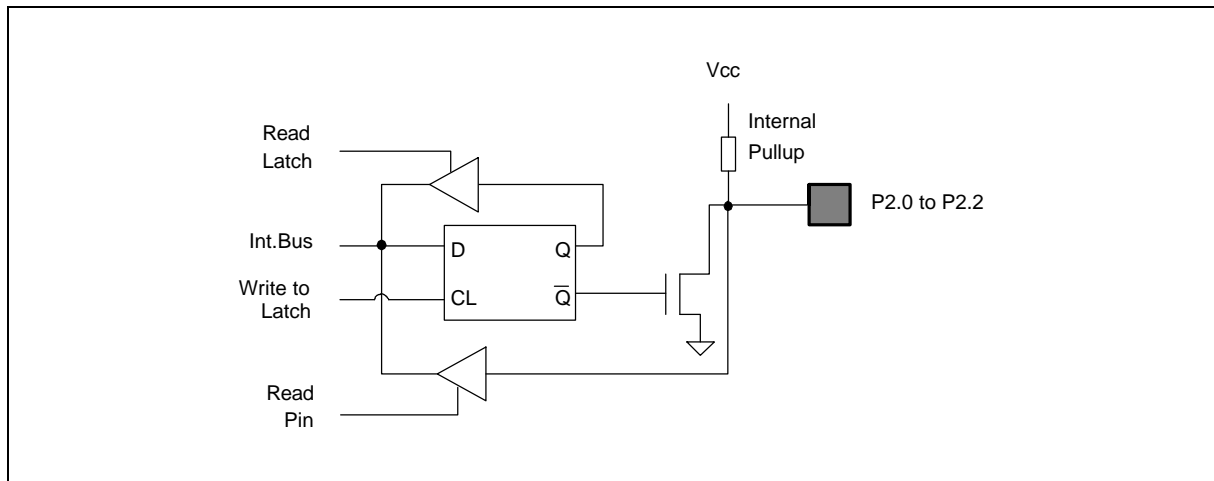 Vcc
Internal
Pullup
Read
Latch
P2.0 to P2.2
Int.Bus
D
Q
Write to
Latch
CL
Q̅
Read
Pin